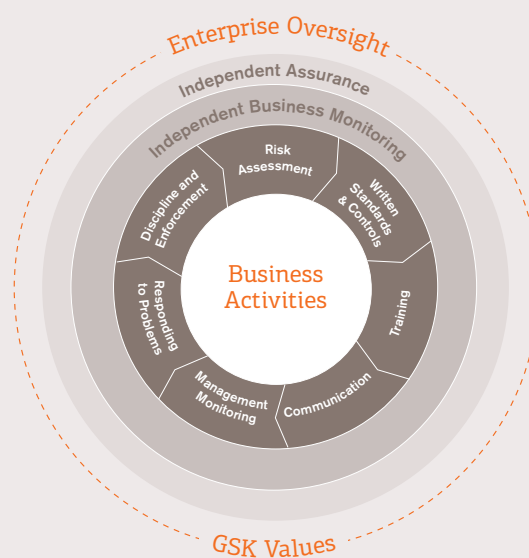 Enterprise Oversight
Independent Assurance
Independent Business Monitoring
Risk
Assessment
Written
Standards
& Controls
Training
Communication
Management
Monitoring
Responding
to Problems
Discipline and
Enforcement
Business
Activities
GSK Values